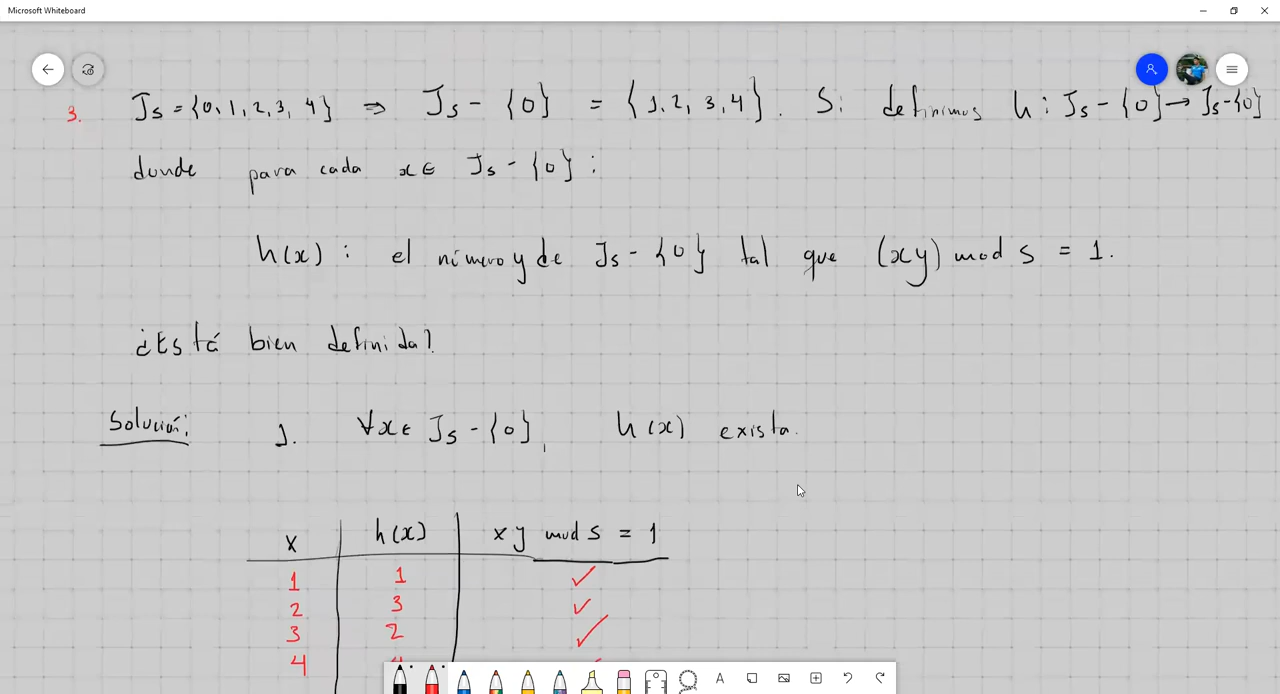 Microsoft Whiteboard
3. J5 = {0, 1, 2, 3, 4} ⇒ J5 - {0} = {1, 2, 3, 4}. Si definimos h : J5 - {0} → J5 - {0}
donde para cada x ∈ J5 - {0} :
h(x) : el número y de J5 - {0} tal que (xy) mod 5 = 1.
¿Está bien definida?
Solución: 1. ∀x ∈ J5 - {0}, h(x) exista.
x h(x) xy mod 5 = 1
1 1 ✓
2 3 ✓
3 2 ✓
4
A